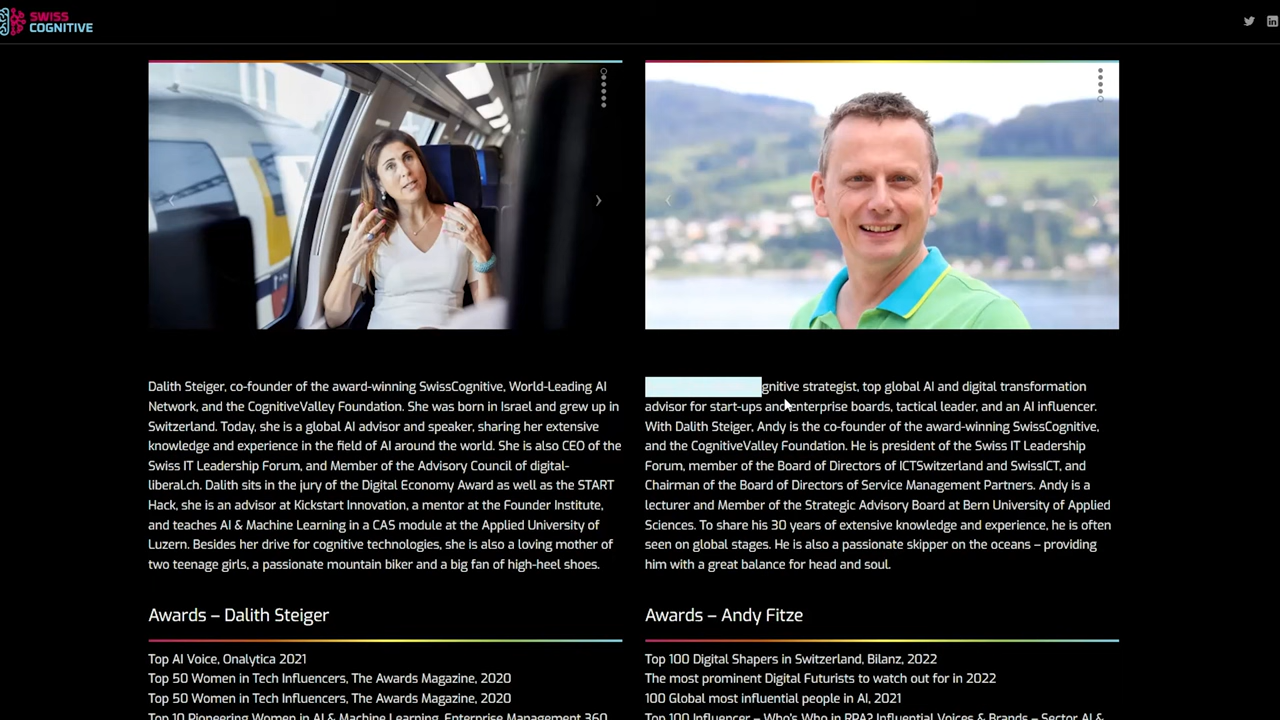 SWISS
COGNITIVE
Dalith Steiger, co-founder of the award-winning SwissCognitive, World-Leading AI
Network, and the CognitiveValley Foundation. She was born in Israel and grew up in
Switzerland. Today, she is a global AI advisor and speaker, sharing her extensive
knowledge and experience in the field of AI around the world. She is also CEO of the
Swiss IT Leadership Forum, and Member of the Advisory Council of digital-
liberal.ch. Dalith sits in the jury of the Digital Economy Award as well as the START
Hack, she is an advisor at Kickstart Innovation, a mentor at the Founder Institute,
and teaches AI & Machine Learning in a CAS module at the Applied University of
Luzern. Besides her drive for cognitive technologies, she is also a loving mother of
two teenage girls, a passionate mountain biker and a big fan of high-heel shoes.
Awards – Dalith Steiger
Top AI Voice, Onalytica 2021
Top 50 Women in Tech Influencers, The Awards Magazine, 2020
Top 50 Women in Tech Influencers, The Awards Magazine, 2020
Top 10 Pioneering Women in AI & Machine Learning, Enterprise Management 360
gnitive strategist, top global AI and digital transformation
advisor for start-ups and enterprise boards, tactical leader, and an AI influencer.
With Dalith Steiger, Andy is the co-founder of the award-winning SwissCognitive,
and the CognitiveValley Foundation. He is president of the Swiss IT Leadership
Forum, member of the Board of Directors of ICTSwitzerland and SwissICT, and
Chairman of the Board of Directors of Service Management Partners. Andy is a
lecturer and Member of the Strategic Advisory Board at Bern University of Applied
Sciences. To share his 30 years of extensive knowledge and experience, he is often
seen on global stages. He is also a passionate skipper on the oceans – providing
him with a great balance for head and soul.
Awards – Andy Fitze
Top 100 Digital Shapers in Switzerland, Bilanz, 2022
The most prominent Digital Futurists to watch out for in 2022
100 Global most influential people in AI, 2021
Top 100 Influencer – Who's Who in RPA? Influential Voices & Brands – Sector AI &